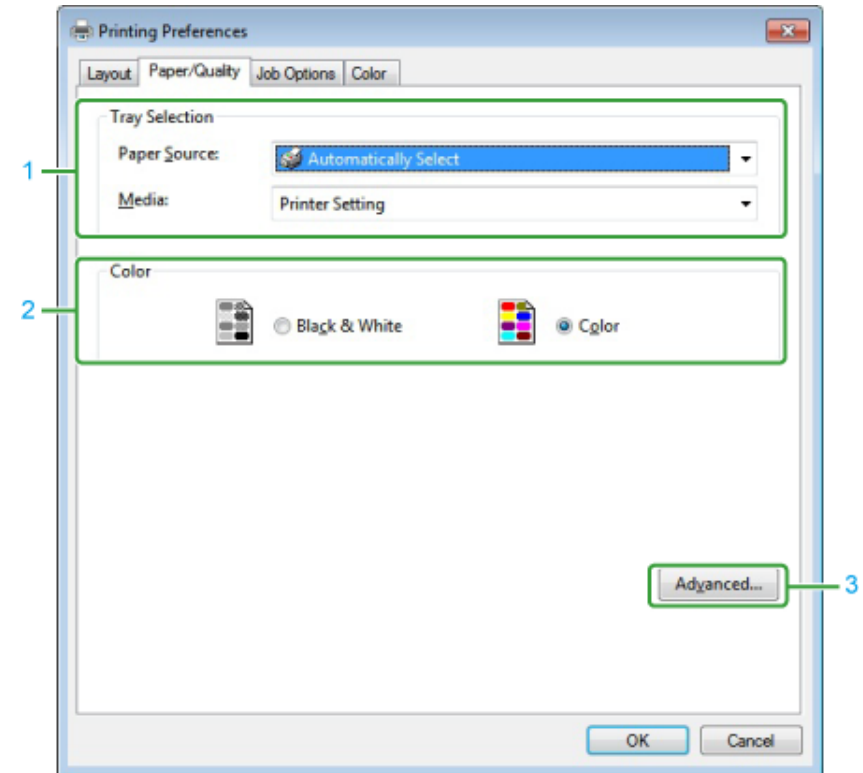 Printing Preferences
Layout Paper/Quality Job Options Color
Tray Selection
Paper Source: Automatically Select
1
Media: Printer Setting
Color
2
Black & White Color
Advanced... 3
OK Cancel